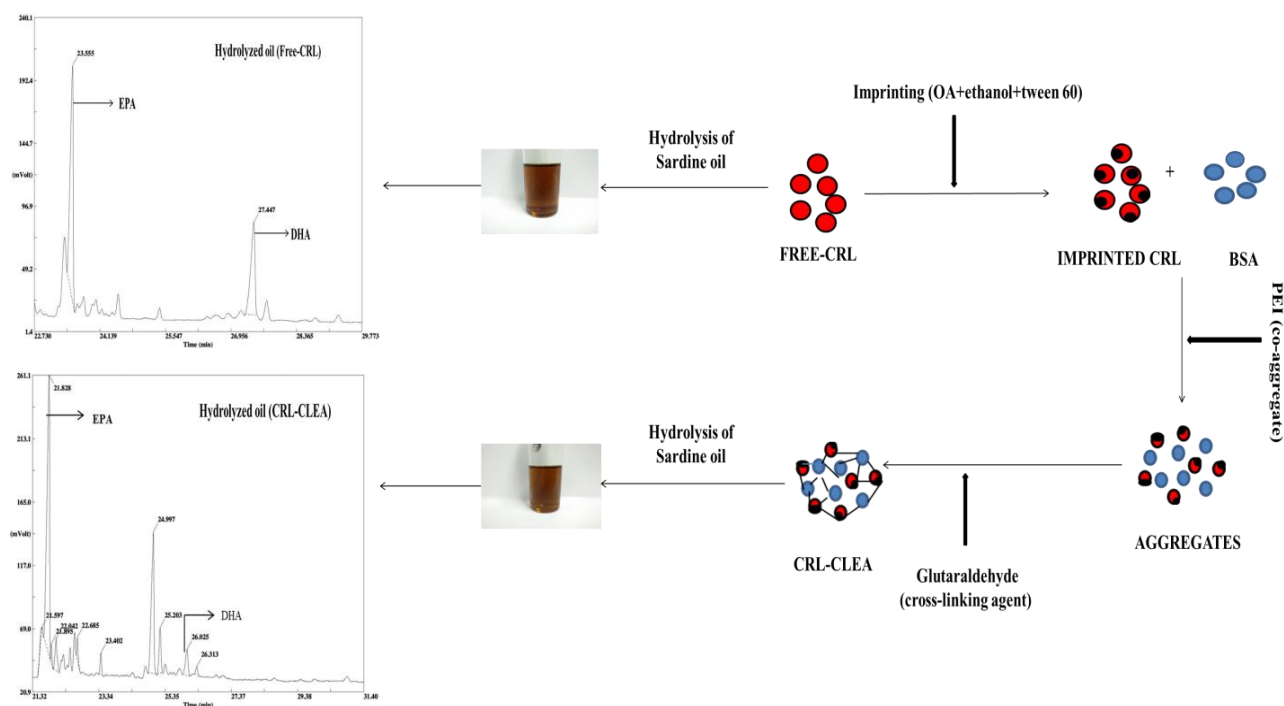 240.1
192.4
144.7
(mVolt)
96.9
49.2
1.4
Hydrolyzed oil (Free-CRL)
23.555
EPA
27.447
DHA
22.730
24.139
25.547
26.956
28.365
29.773
Time (min)
Hydrolysis of
Sardine oil
Imprinting (OA+ethanol+tween 60)
FREE-CRL
+
IMPRINTED CRL
BSA
PEI (co-aggregate)
261.1
213.1
165.0
(mVolt)
117.0
69.0
20.9
21.828
EPA
Hydrolyzed oil (CRL-CLEA)
24.997
21.597
21.895
22.042
22.685
23.402
25.203
DHA
26.025
26.313
21.32
23.34
25.35
27.37
29.38
31.40
Time (min)
Hydrolysis of
Sardine oil
CRL-CLEA
Glutaraldehyde
(cross-linking agent)
AGGREGATES